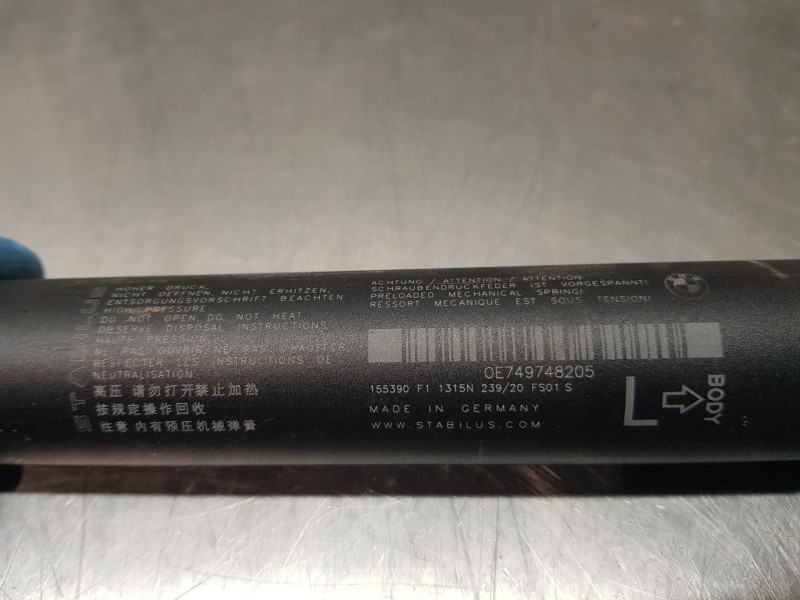 STABILUS
HOHER DRUCK,
NICHT OEFFNEN, NICHT ERHITZEN,
ENTSORGUNGSVORSCHRIFT BEACHTEN
HIGH PRESSURE
DO NOT OPEN, DO NOT HEAT
OBSERVE DISPOSAL INSTRUCTIONS
HAUTE PRESSION
NE PAS OUVRIR, NE PAS CHAUFFER
RESPECTER LES INSTRUCTIONS DE
NEUTRALISATION.
高压 请勿打开禁止加热
按规定操作回收
注意 内有预压机械弹簧
ACHTUNG / ATTENTION / ATTENTION
SCHRAUBENDRUCKFEDER IST VORGESPANNT!
PRELOADED MECHANICAL SPRING!
RESSORT MECANIQUE EST SOUS TENSION!
BMW
0E749748205
155390 F1 1315N 239/20 FS01 S
MADE IN GERMANY
WWW.STABILUS.COM
L
BODY